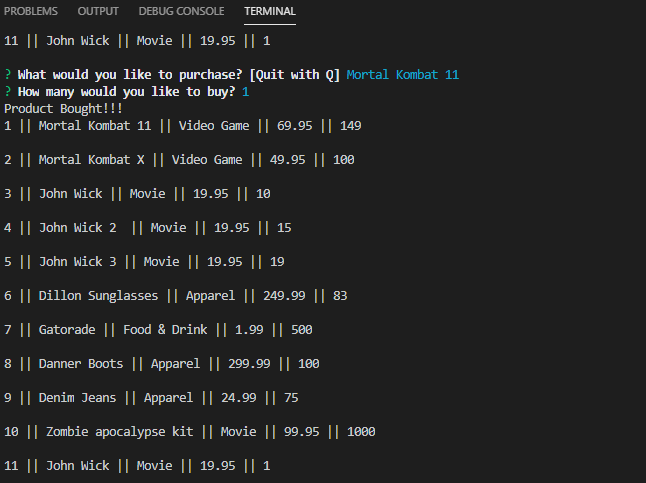 PROBLEMS OUTPUT DEBUG CONSOLE TERMINAL
11 || John Wick || Movie || 19.95 || 1
? What would you like to purchase? [Quit with Q] Mortal Kombat 11
? How many would you like to buy? 1
Product Bought!!!
1 || Mortal Kombat 11 || Video Game || 69.95 || 149
2 || Mortal Kombat X || Video Game || 49.95 || 100
3 || John Wick || Movie || 19.95 || 10
4 || John Wick 2  || Movie || 19.95 || 15
5 || John Wick 3 || Movie || 19.95 || 19
6 || Dillon Sunglasses || Apparel || 249.99 || 83
7 || Gatorade || Food & Drink || 1.99 || 500
8 || Danner Boots || Apparel || 299.99 || 100
9 || Denim Jeans || Apparel || 24.99 || 75
10 || Zombie apocalypse kit || Movie || 99.95 || 1000
11 || John Wick || Movie || 19.95 || 1